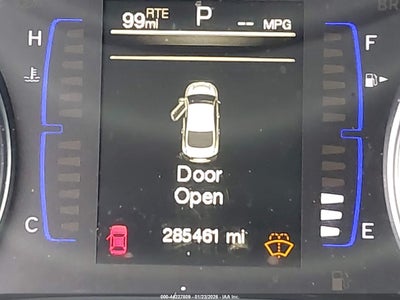 RTE
99mi P -- MPG
H F
Door
Open
C E
285461 mi